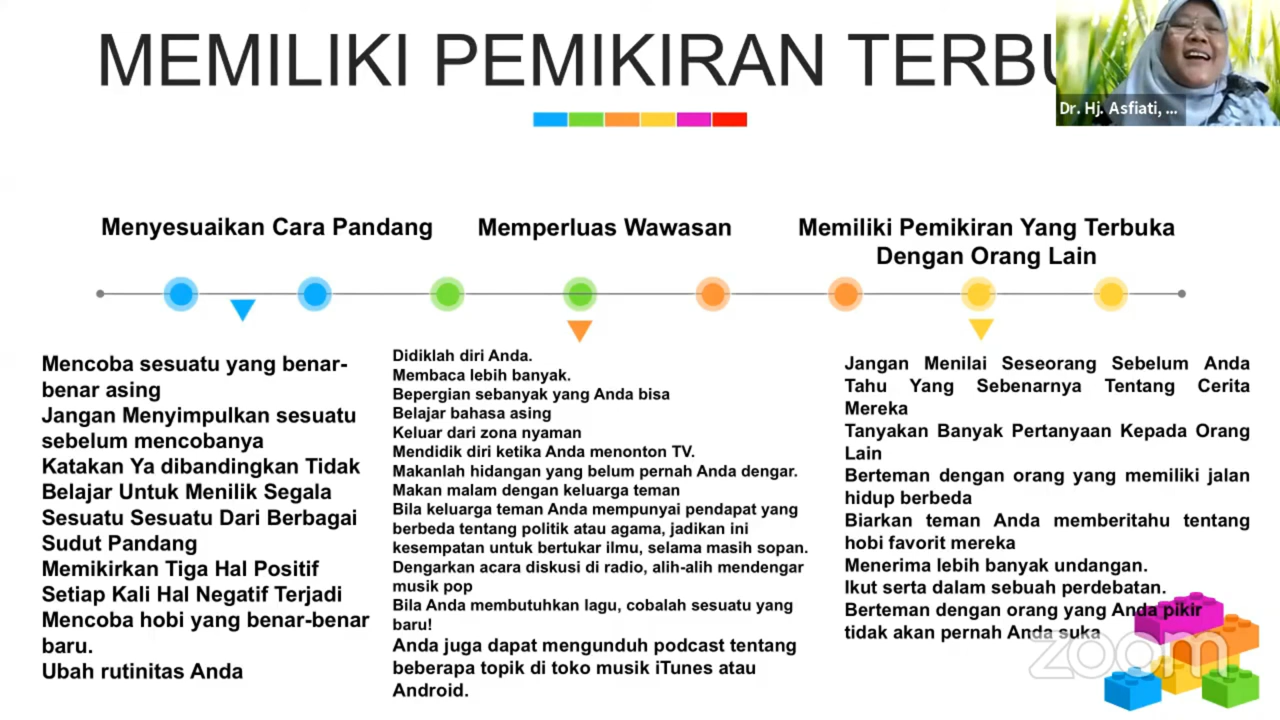 MEMILIKI PEMIKIRAN TERBU
Dr. Hj. Asfiati, ...
Menyesuaikan Cara Pandang
Memperluas Wawasan
Memiliki Pemikiran Yang Terbuka
Dengan Orang Lain
Mencoba sesuatu yang benar-
benar asing
Jangan Menyimpulkan sesuatu
sebelum mencobanya
Katakan Ya dibandingkan Tidak
Belajar Untuk Menilik Segala
Sesuatu Sesuatu Dari Berbagai
Sudut Pandang
Memikirkan Tiga Hal Positif
Setiap Kali Hal Negatif Terjadi
Mencoba hobi yang benar-benar
baru.
Ubah rutinitas Anda
Didiklah diri Anda.
Membaca lebih banyak.
Bepergian sebanyak yang Anda bisa
Belajar bahasa asing
Keluar dari zona nyaman
Mendidik diri ketika Anda menonton TV.
Makanlah hidangan yang belum pernah Anda dengar.
Makan malam dengan keluarga teman
Bila keluarga teman Anda mempunyai pendapat yang
berbeda tentang politik atau agama, jadikan ini
kesempatan untuk bertukar ilmu, selama masih sopan.
Dengarkan acara diskusi di radio, alih-alih mendengar
musik pop
Bila Anda membutuhkan lagu, cobalah sesuatu yang
baru!
Anda juga dapat mengunduh podcast tentang
beberapa topik di toko musik iTunes atau
Android.
Jangan Menilai Seseorang Sebelum Anda
Tahu Yang Sebenarnya Tentang Cerita
Mereka
Tanyakan Banyak Pertanyaan Kepada Orang
Lain
Berteman dengan orang yang memiliki jalan
hidup berbeda
Biarkan teman Anda memberitahu tentang
hobi favorit mereka
Menerima lebih banyak undangan.
Ikut serta dalam sebuah perdebatan.
Berteman dengan orang yang Anda pikir
tidak akan pernah Anda suka
zoom